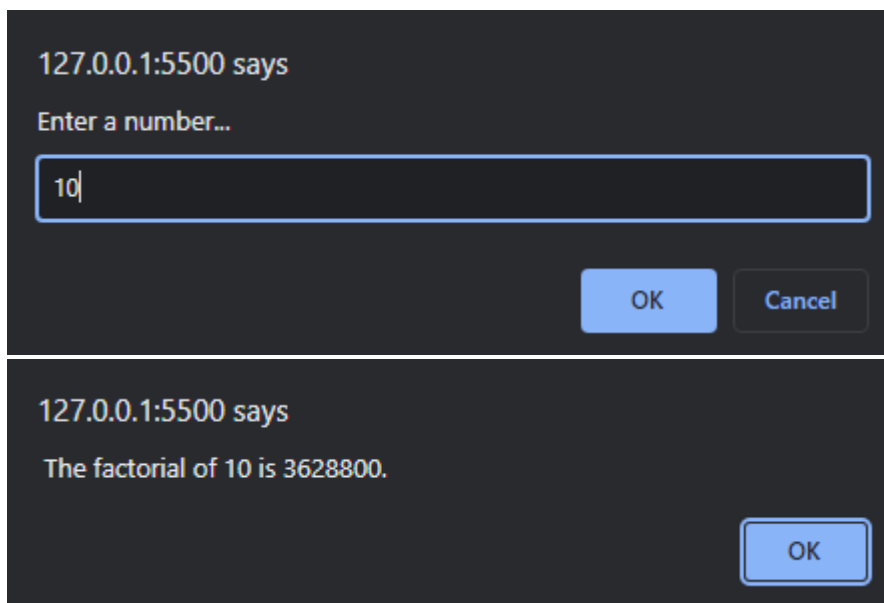 127.0.0.1:5500 says
Enter a number...
10
OK Cancel
127.0.0.1:5500 says
The factorial of 10 is 3628800.
OK